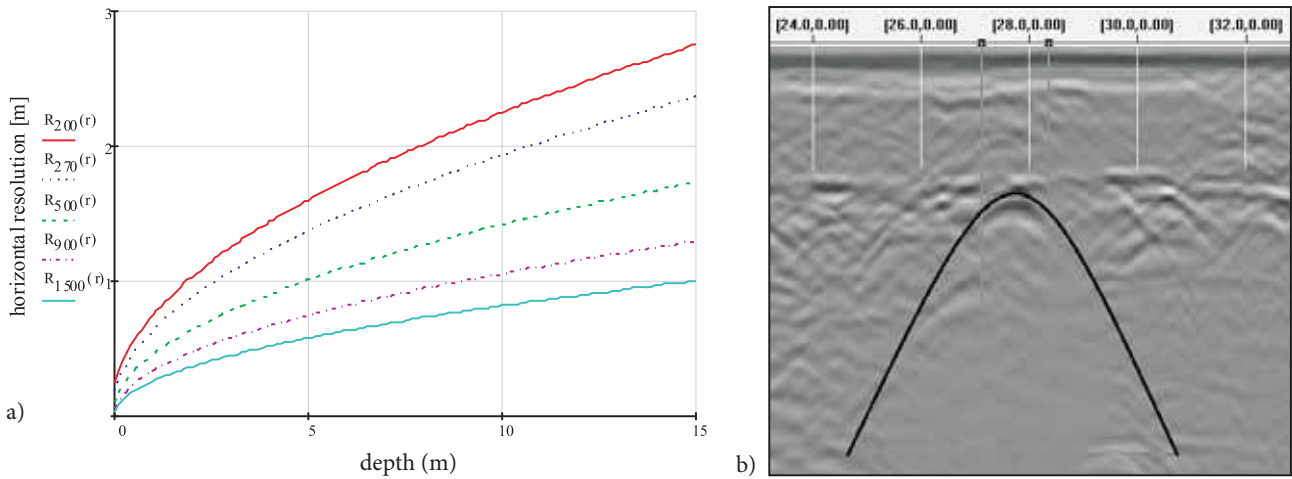 3
2
1
horizontal resolution [m]
R200(r)
R270(r)
R500(r)
R900(r)
R1500(r)
0 5 10 15
depth (m)
a)
[24.0,0.00] [26.0,0.00] [28.0,0.00] [30.0,0.00] [32.0,0.00]
b)